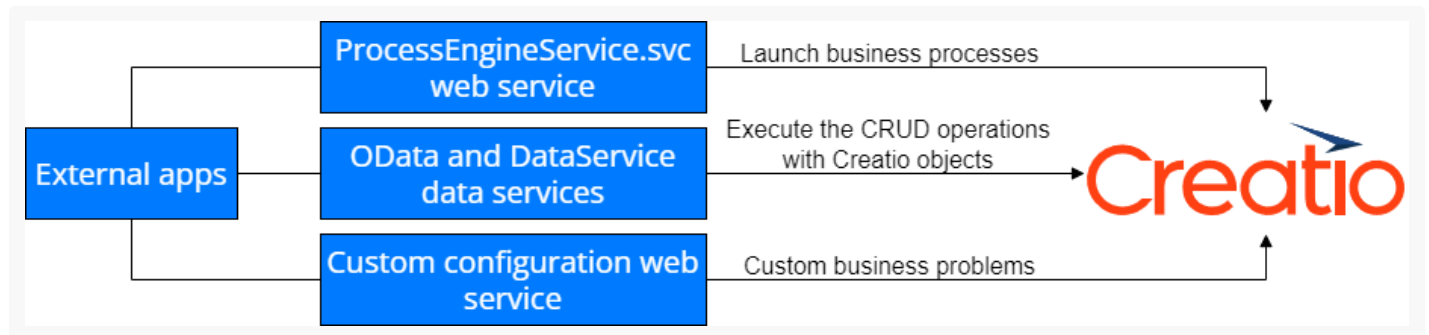 ProcessEngineService.svc
web service
Launch business processes
External apps
OData and DataService
data services
Execute the CRUD operations
with Creatio objects
Creatio
Custom configuration web
service
Custom business problems